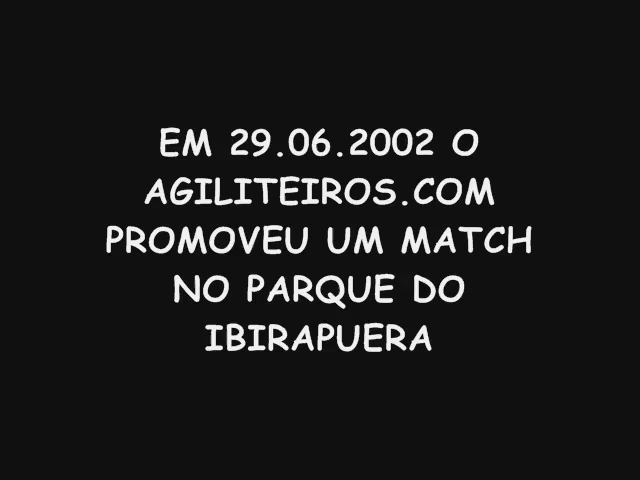 EM 29.06.2002 O
AGILITEIROS.COM
PROMOVEU UM MATCH
NO PARQUE DO
IBIRAPUERA